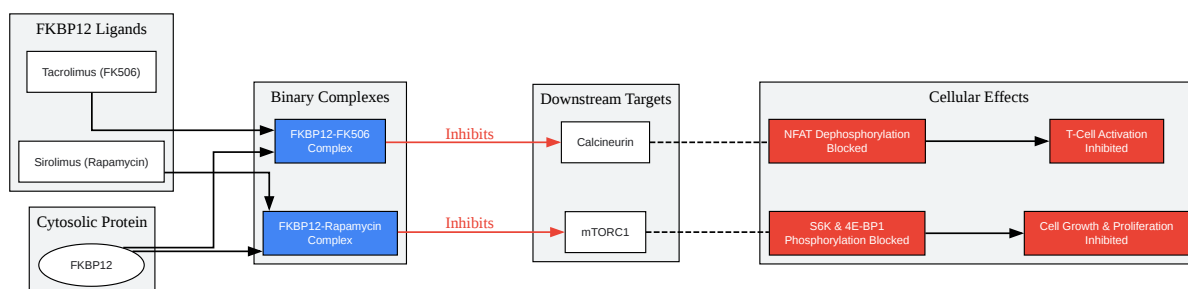 FKBP12 Ligands
Tacrolimus (FK506)
Sirolimus (Rapamycin)
Cytosolic Protein
FKBP12
Binary Complexes
FKBP12-FK506
Complex
FKBP12-Rapamycin
Complex
Inhibits
Inhibits
Downstream Targets
Calcineurin
mTORC1
Cellular Effects
NFAT Dephosphorylation
Blocked
T-Cell Activation
Inhibited
S6K & 4E-BP1
Phosphorylation Blocked
Cell Growth & Proliferation
Inhibited